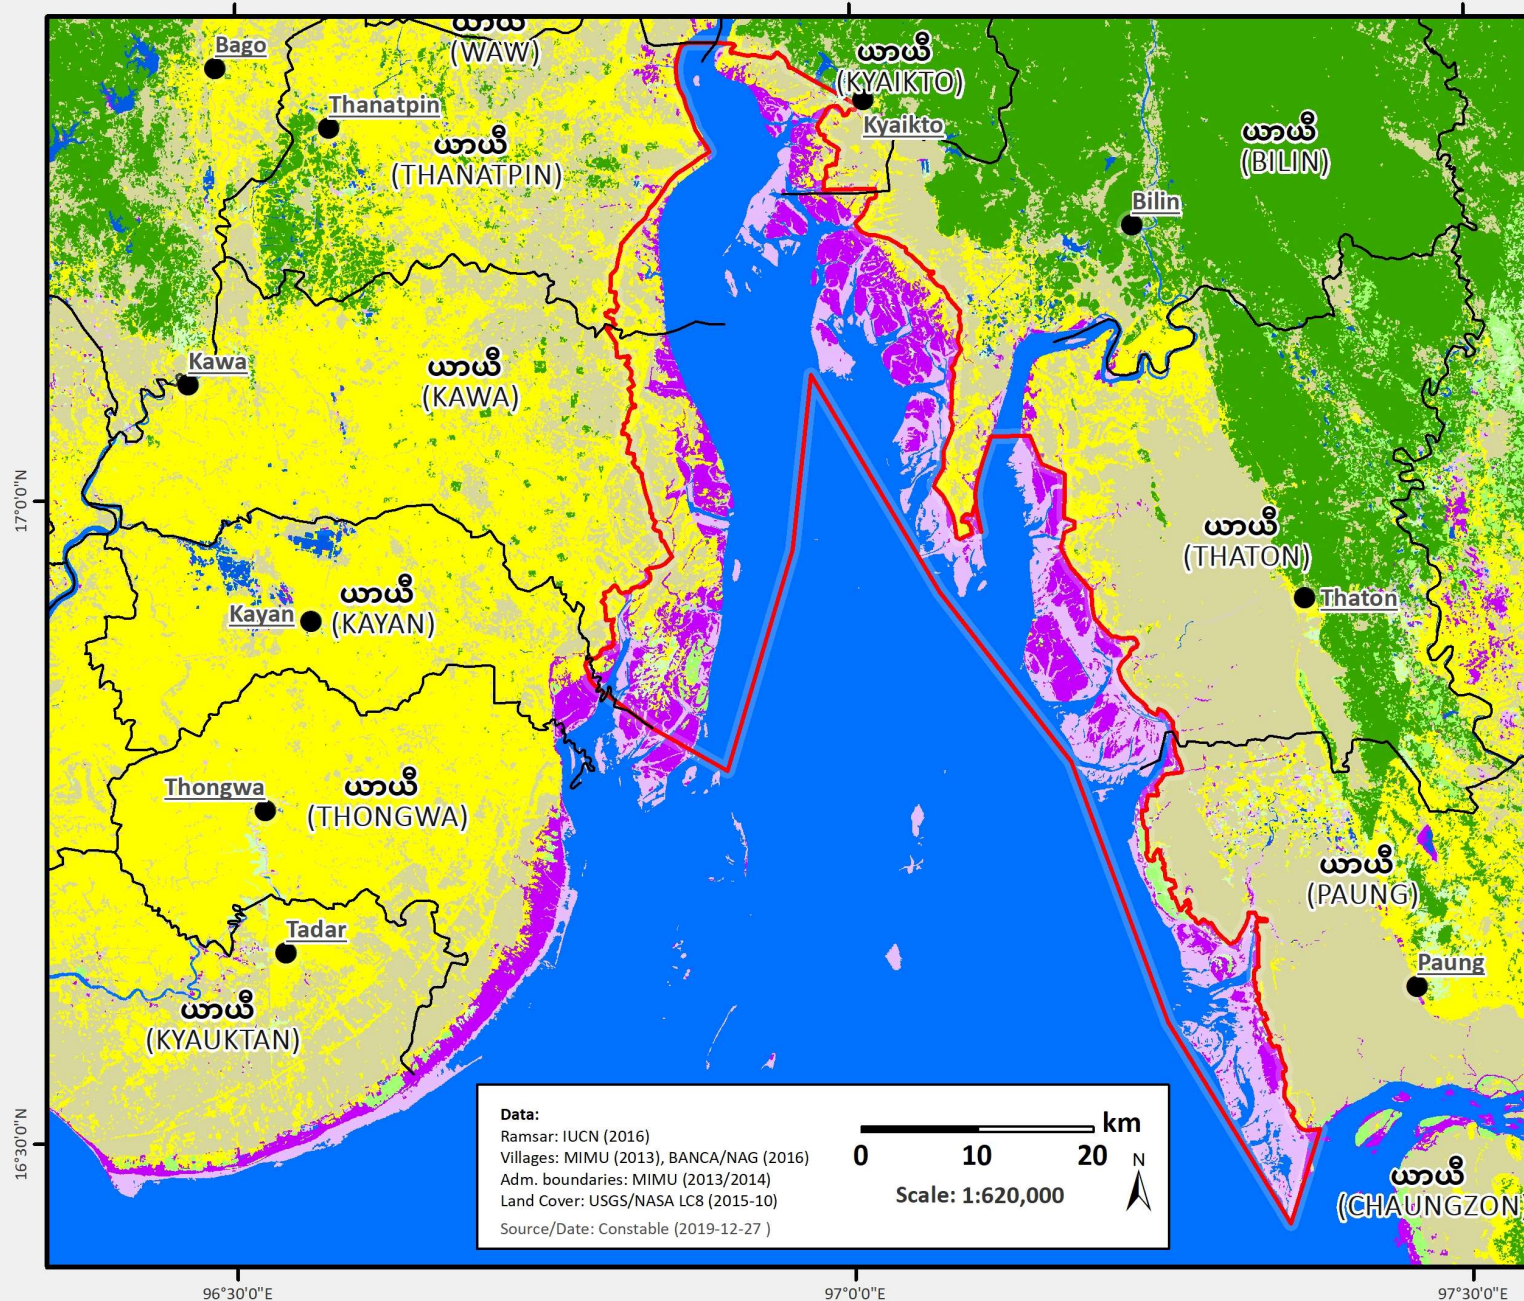 ယာယီ
(WAW)
Bago
ယာယီ
(KYAIKTO)
Kyaikto
Thanatpin
ယာယီ
(THANATPIN)
ယာယီ
(BILIN)
Bilin
Kawa
ယာယီ
(KAWA)
17°0'0"N
ယာယီ
(THATON)
Thaton
Kayan
ယာယီ
(KAYAN)
Thongwa
ယာယီ
(THONGWA)
ယာယီ
(PAUNG)
Paung
Tadar
ယာယီ
(KYAUKTAN)
16°30'0"N
ယာယီ
(CHAUNGZON)
Data:
Ramsar: IUCN (2016)
Villages: MIMU (2013), BANCA/NAG (2016)
Adm. boundaries: MIMU (2013/2014)
Land Cover: USGS/NASA LC8 (2015-10)
Source/Date: Constable (2019-12-27 )
km
0 10 20
N
Scale: 1:620,000
96°30'0"E 97°0'0"E 97°30'0"E